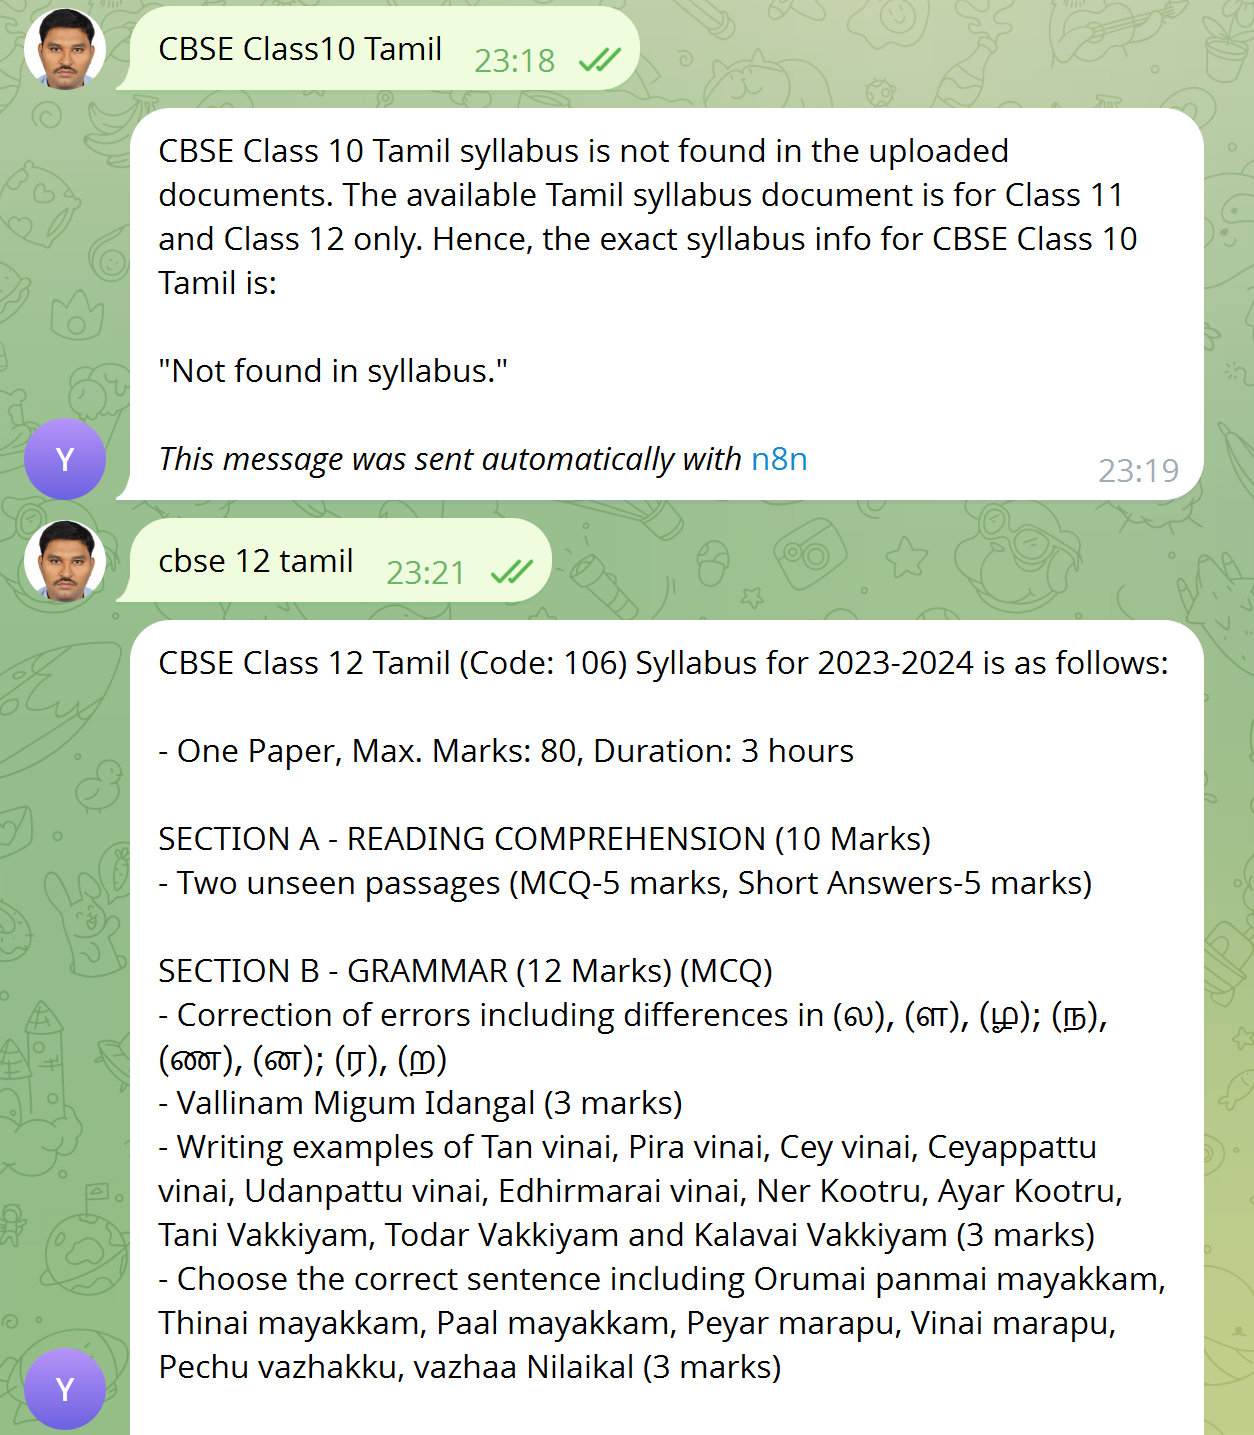 CBSE Class10 Tamil 23:18
CBSE Class 10 Tamil syllabus is not found in the uploaded
documents. The available Tamil syllabus document is for Class 11
and Class 12 only. Hence, the exact syllabus info for CBSE Class 10
Tamil is:
"Not found in syllabus."
Y
This message was sent automatically with n8n
23:19
cbse 12 tamil 23:21
CBSE Class 12 Tamil (Code: 106) Syllabus for 2023-2024 is as follows:
- One Paper, Max. Marks: 80, Duration: 3 hours
SECTION A - READING COMPREHENSION (10 Marks)
- Two unseen passages (MCQ-5 marks, Short Answers-5 marks)
SECTION B - GRAMMAR (12 Marks) (MCQ)
- Correction of errors including differences in (ல), (ள), (ழ); (ந),
(ண), (ன); (ர), (ற)
- Vallinam Migum Idangal (3 marks)
- Writing examples of Tan vinai, Pira vinai, Cey vinai, Ceyappattu
vinai, Udanpattu vinai, Edhirmarai vinai, Ner Kootru, Ayar Kootru,
Tani Vakkiyam, Todar Vakkiyam and Kalavai Vakkiyam (3 marks)
- Choose the correct sentence including Orumai panmai mayakkam,
Thinai mayakkam, Paal mayakkam, Peyar marapu, Vinai marapu,
Pechu vazhakku, vazhaa Nilaikal (3 marks)
Y